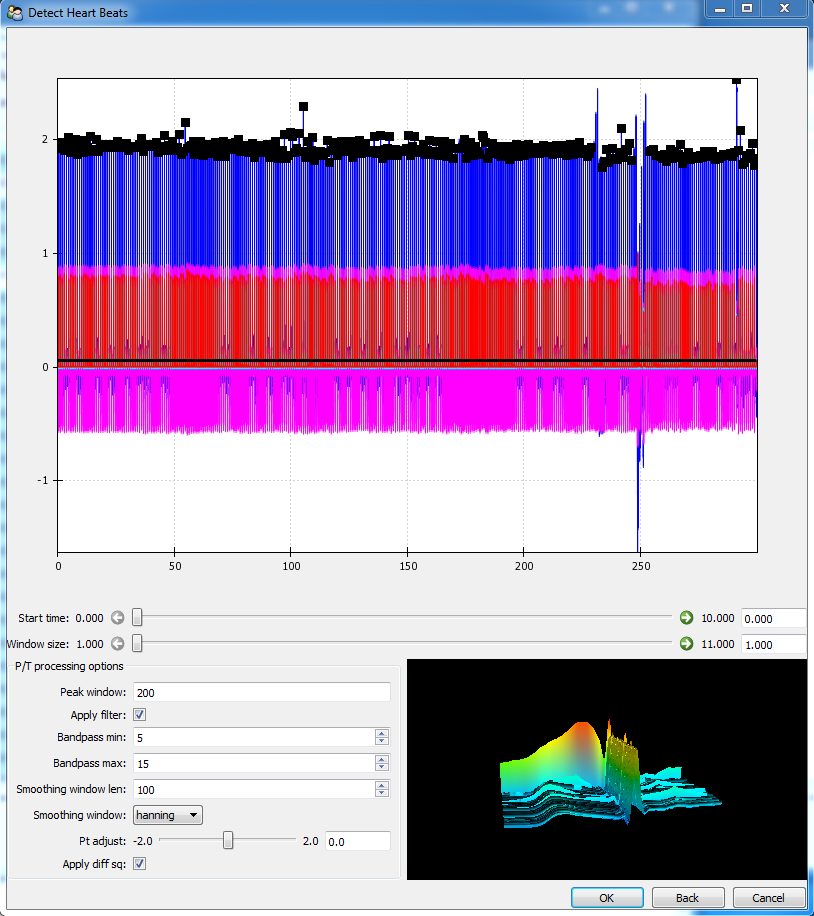 Detect Heart Beats
2
1
0
-1
0 50 100 150 200 250
Start time: 0.000 10.000 0.000
Window size: 1.000 11.000 1.000
P/T processing options
Peak window: 200
Apply filter:
Bandpass min: 5
Bandpass max: 15
Smoothing window len: 100
Smoothing window: hanning
Pt adjust: -2.0 2.0 0.0
Apply diff sq:
OK Back Cancel